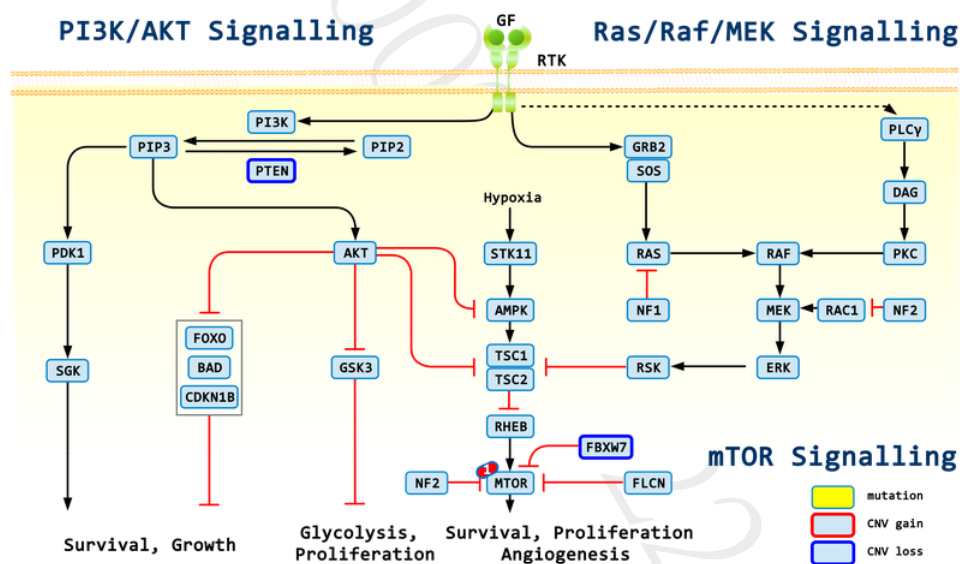 PI3K/AKT Signalling
GF
Ras/Raf/MEK Signalling
RTK
PI3K
PLCγ
PIP3
PIP2
GRB2
PTEN
SOS
DAG
Hypoxia
PDK1
AKT
STK11
RAS
RAF
PKC
AMPK
NF1
MEK
RAC1
NF2
FOXO
TSC1
BAD
GSK3
RSK
ERK
SGK
TSC2
CDKN1B
RHEB
FBXW7
mTOR Signalling
1
NF2
MTOR
FLCN
mutation
CNV gain
CNV loss
Survival, Growth
Glycolysis,
Proliferation
Survival, Proliferation
Angiogenesis